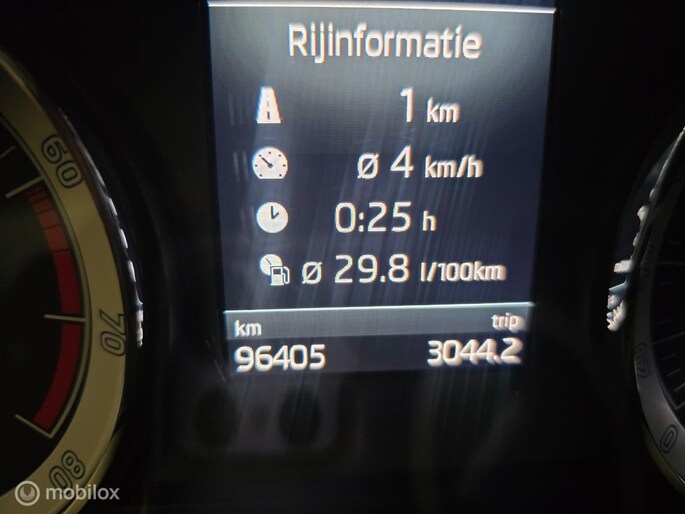 Rijinformatie
1 km
ø 4 km/h
0:25 h
ø 29.8 l/100km
km trip
96405 3044.2
60
70
80
0
mobilox